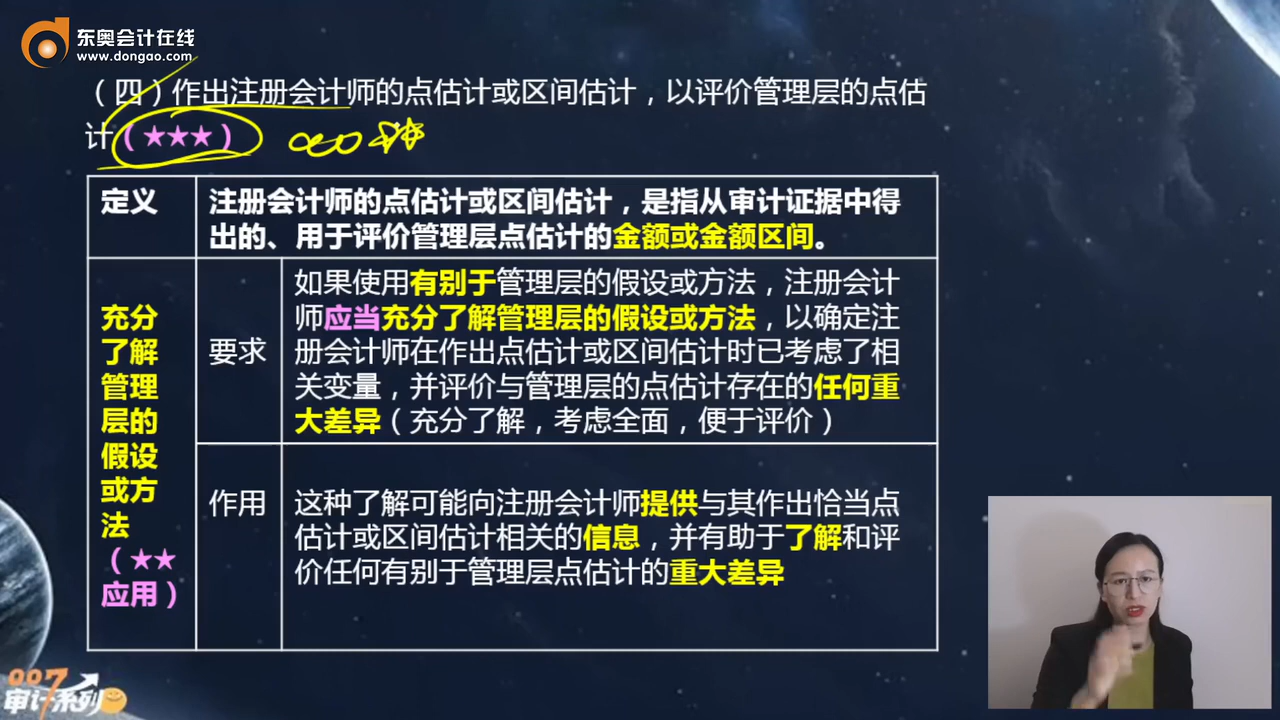 东奥会计在线
www.dongao.com
（四）作出注册会计师的点估计或区间估计，以评价管理层的点估
计（★★★）
定义
注册会计师的点估计或区间估计，是指从审计证据中得
出的、用于评价管理层点估计的金额或金额区间。
充分
了解
管理
层的
假设
或方
法
（★★
应用）
要求
如果使用有别于管理层的假设或方法，注册会计
师应当充分了解管理层的假设或方法，以确定注
册会计师在作出点估计或区间估计时已考虑了相
关变量，并评价与管理层的点估计存在的任何重
大差异（充分了解，考虑全面，便于评价）
作用
这种了解可能向注册会计师提供与其作出恰当点
估计或区间估计相关的信息，并有助于了解和评
价任何有别于管理层点估计的重大差异
007
审计系列